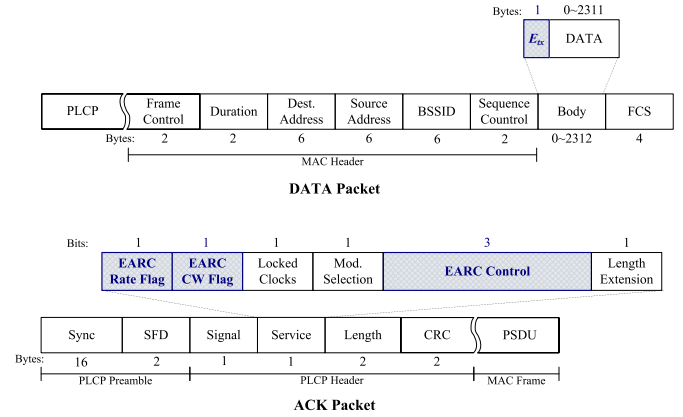 Bytes: 1 0~2311
Etx DATA
PLCP Frame Control Duration Dest. Address Source Address BSSID Sequence Countrol Body FCS
Bytes: 2 2 6 6 6 2 0~2312 4
MAC Header
DATA Packet
Bits: 1 1 1 1 3 1
EARC Rate Flag EARC CW Flag Locked Clocks Mod. Selection EARC Control Length Extension
Sync SFD Signal Service Length CRC PSDU
Bytes: 16 2 1 1 2 2
PLCP Preamble PLCP Header MAC Frame
ACK Packet